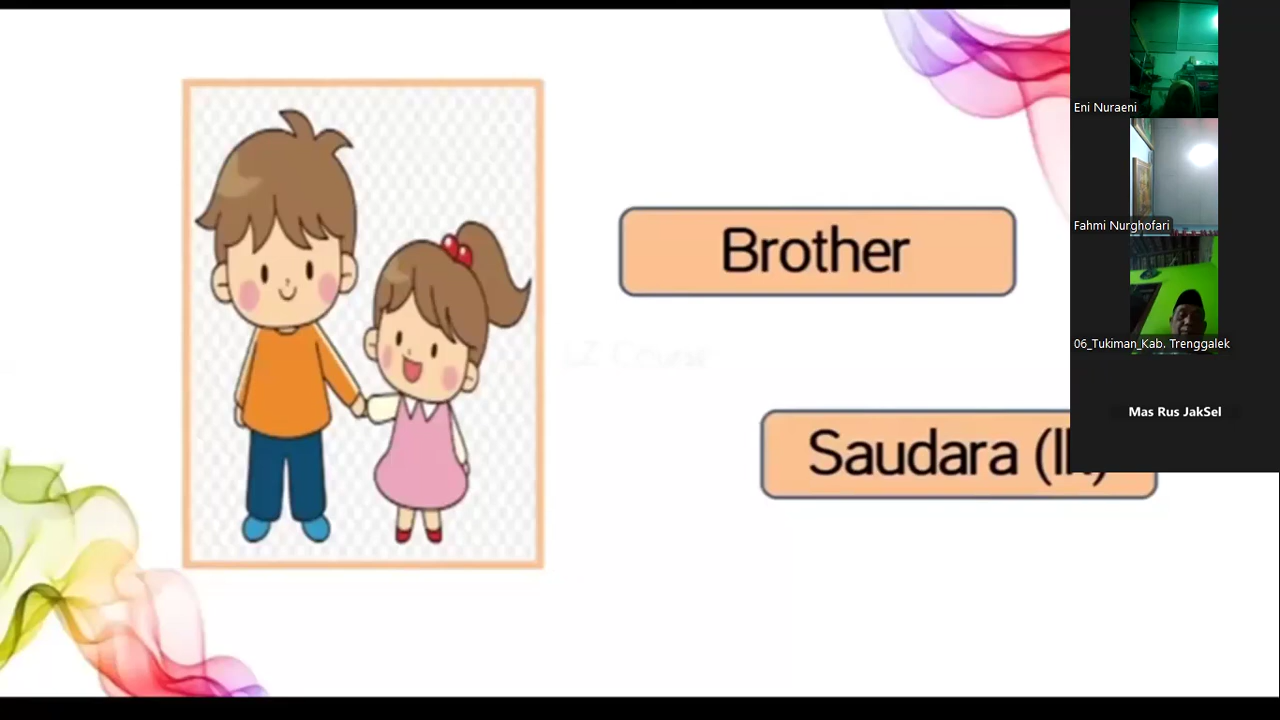 Brother
Saudara
Eni Nuraeni
Fahmi Nurghofari
06_Tukiman_Kab. Trenggalek
Mas Rus JakSel